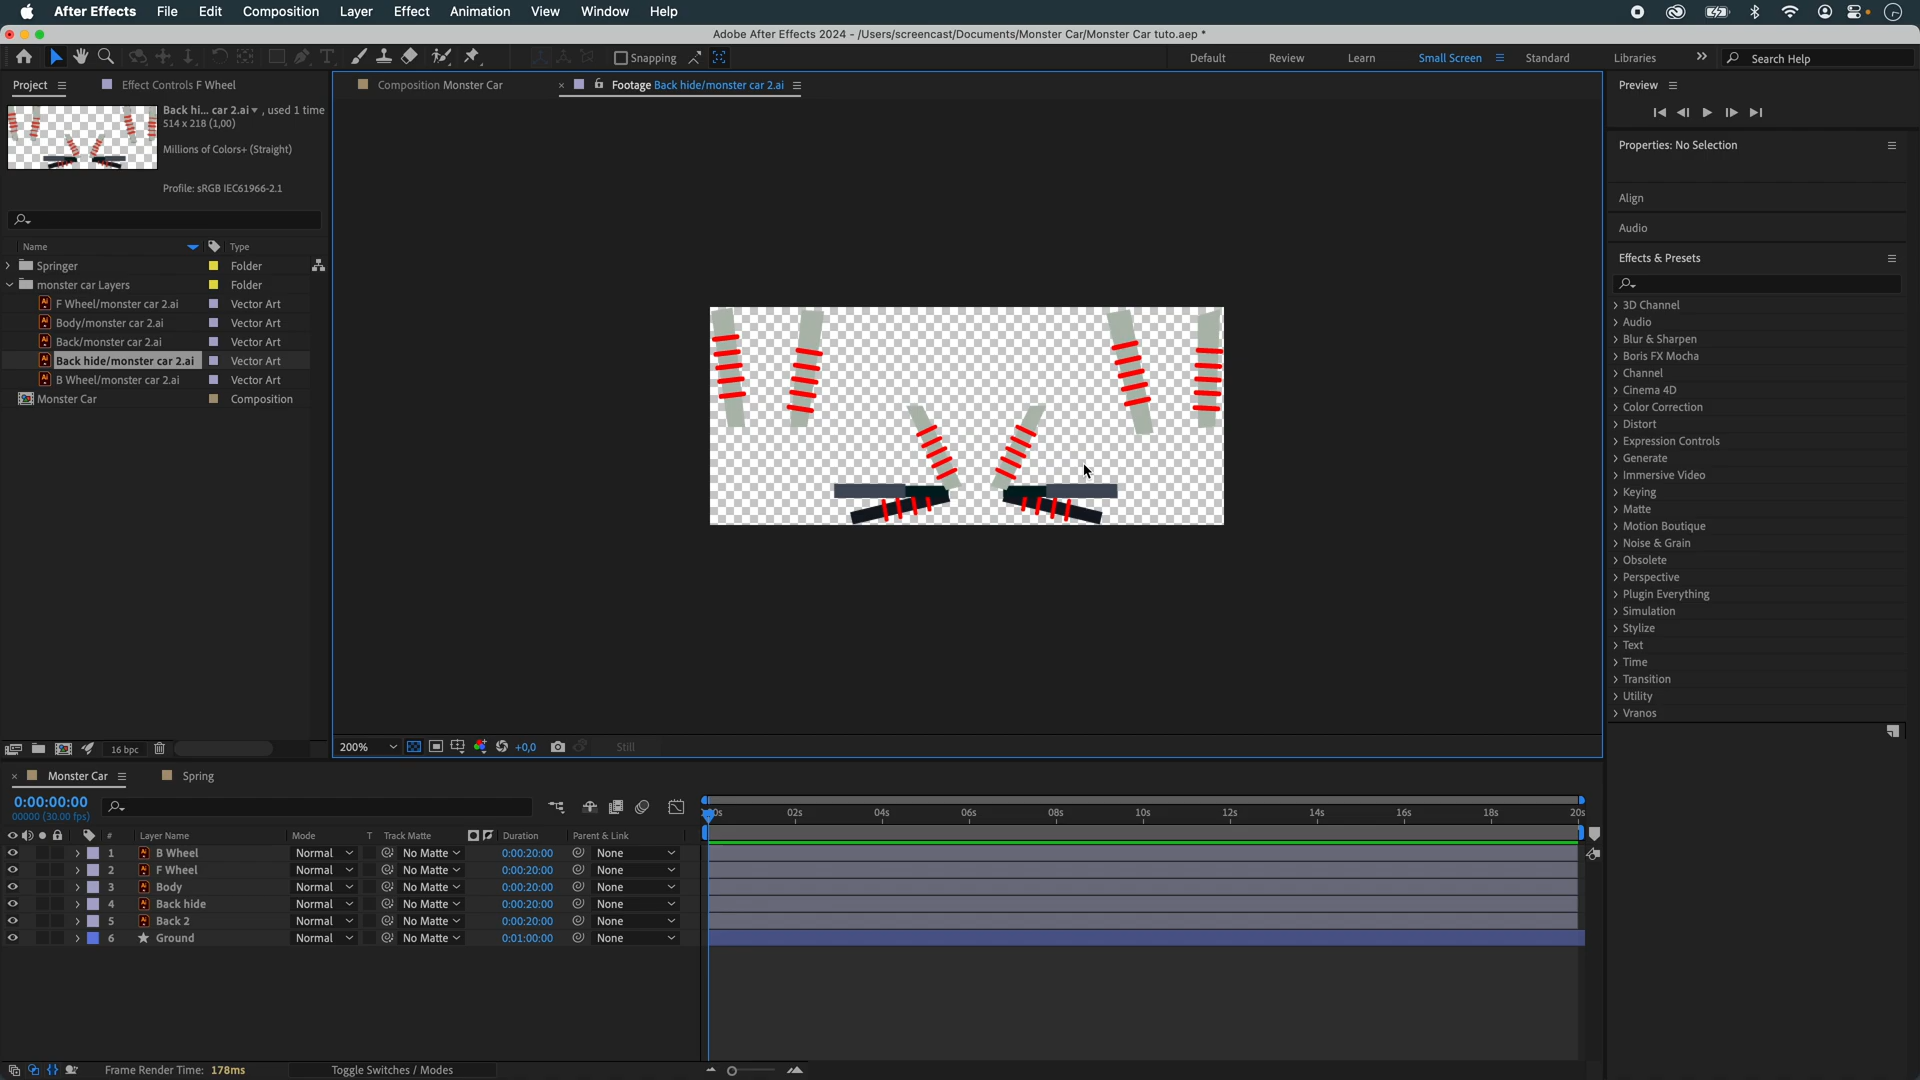 After Effects File Edit Composition Layer Effect Animation View Window Help
Adobe After Effects 2024 - /Users/screencast/Documents/Monster Car/Monster Car tuto.aep *
Snapping
Default Review Learn Small Screen Standard Libraries Search Help
Project Effect Controls F Wheel
Back hi... car 2.ai , used 1 time
514 x 218 (1,00)
Millions of Colors+ (Straight)
Profile: sRGB IEC61966-2.1
Name Type
Springer Folder
monster car Layers Folder
F Wheel/monster car 2.ai Vector Art
Body/monster car 2.ai Vector Art
Back/monster car 2.ai Vector Art
Back hide/monster car 2.ai Vector Art
B Wheel/monster car 2.ai Vector Art
Monster Car Composition
16 bpc
Composition Monster Car
Footage Back hide/monster car 2.ai
200% +0,0 Still
Preview
Properties: No Selection
Align
Audio
Effects & Presets
3D Channel
Audio
Blur & Sharpen
Boris FX Mocha
Channel
Cinema 4D
Color Correction
Distort
Expression Controls
Generate
Immersive Video
Keying
Matte
Motion Boutique
Noise & Grain
Obsolete
Perspective
Plugin Everything
Simulation
Stylize
Text
Time
Transition
Utility
Vranos
Monster Car Spring
0:00:00:00
00000 (30.00 fps)
# Layer Name Mode T Track Matte Duration Parent & Link
1 B Wheel Normal No Matte 0:00:20:00 None
2 F Wheel Normal No Matte 0:00:20:00 None
3 Body Normal No Matte 0:00:20:00 None
4 Back hide Normal No Matte 0:00:20:00 None
5 Back 2 Normal No Matte 0:00:20:00 None
6 Ground Normal No Matte 0:01:00:00 None
02s 04s 06s 08s 10s 12s 14s 16s 18s 20s
Frame Render Time: 178ms Toggle Switches / Modes